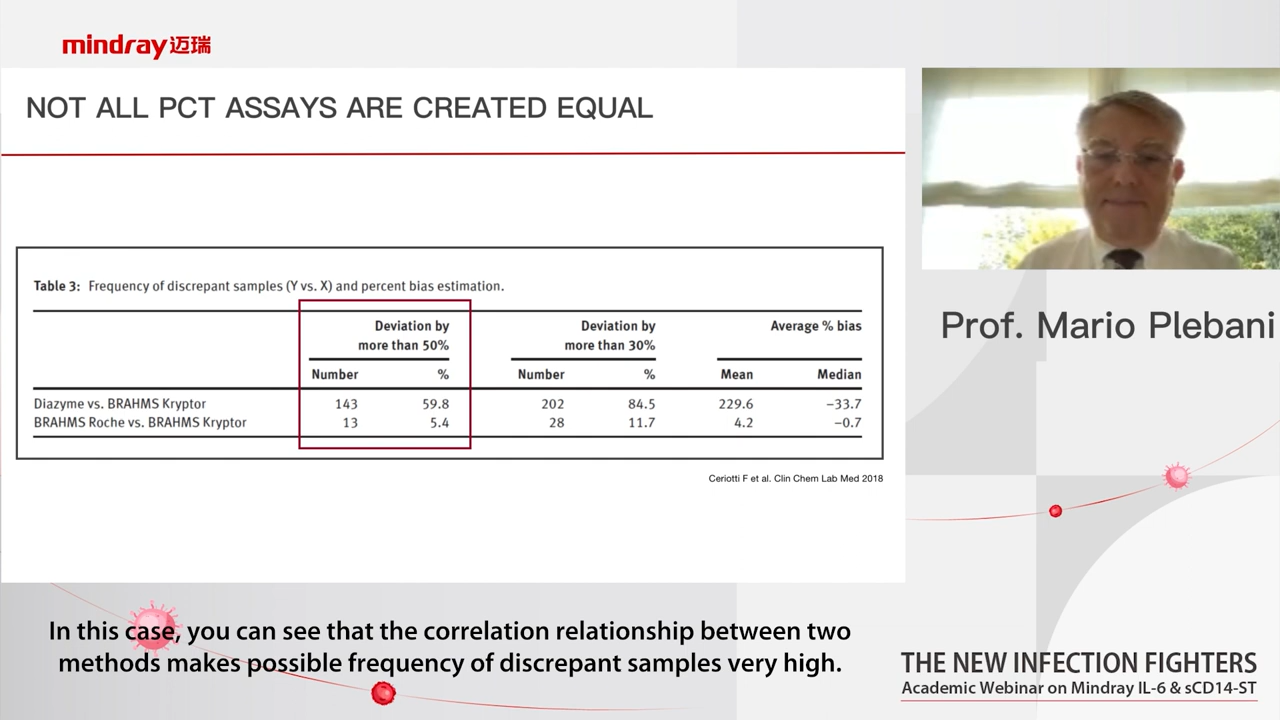 mindray迈瑞
NOT ALL PCT ASSAYS ARE CREATED EQUAL
Table 3: Frequency of discrepant samples (Y vs. X) and percent bias estimation.
Deviation by more than 50% Deviation by more than 30% Average % bias
Number % Number % Mean Median
Diazyme vs. BRAHMS Kryptor 143 59.8 202 84.5 229.6 −33.7
BRAHMS Roche vs. BRAHMS Kryptor 13 5.4 28 11.7 4.2 −0.7
Ceriotti F et al. Clin Chem Lab Med 2018
Prof. Mario Plebani
In this case, you can see that the correlation relationship between two
methods makes possible frequency of discrepant samples very high.
THE NEW INFECTION FIGHTERS
Academic Webinar on Mindray IL-6 & sCD14-ST